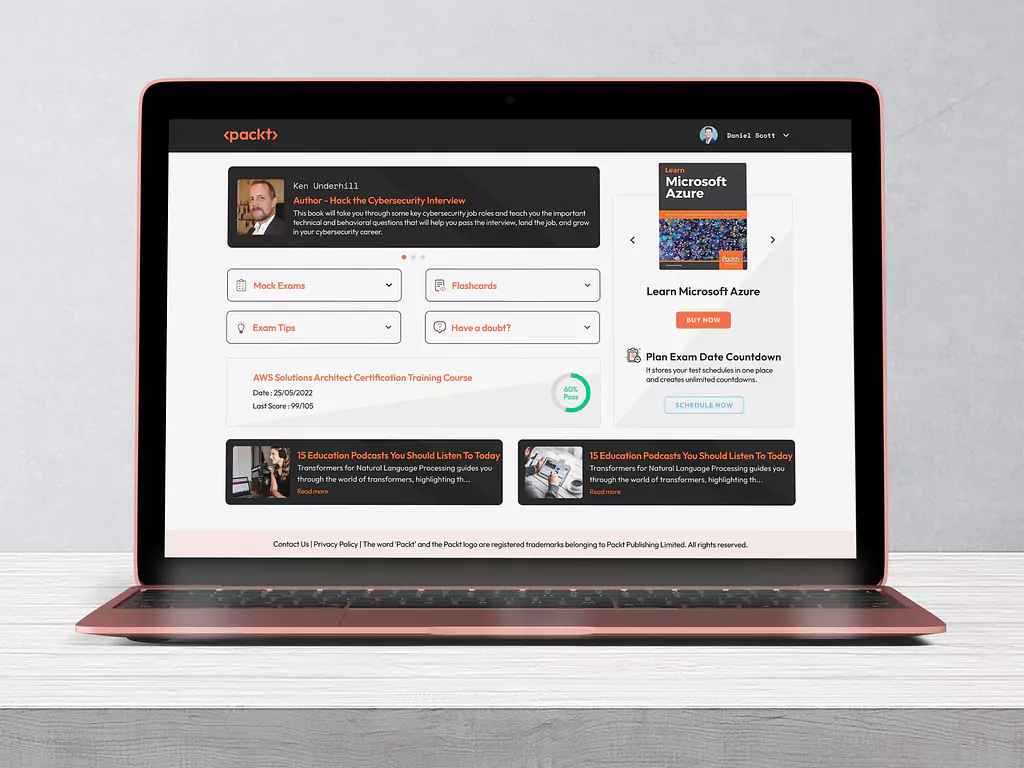 <packt>
Daniel Scott
Ken Underhill
Author - Hack the Cybersecurity Interview
This book will take you through some key cybersecurity job roles and teach you the important
technical and behavioral questions that will help you pass the interview, land the job, and grow
in your cybersecurity career.
Mock Exams
Flashcards
Exam Tips
Have a doubt?
AWS Solutions Architect Certification Training Course
Date : 25/05/2022
Last Score : 99/105
60%
Pass
Learn
Microsoft
Azure
Packt
Learn Microsoft Azure
BUY NOW
Plan Exam Date Countdown
It stores your test schedules in one place
and creates unlimited countdowns.
SCHEDULE NOW
15 Education Podcasts You Should Listen To Today
Transformers for Natural Language Processing guides you
through the world of transformers, highlighting th...
Read more
15 Education Podcasts You Should Listen To Today
Transformers for Natural Language Processing guides you
through the world of transformers, highlighting th...
Read more
Contact Us | Privacy Policy | The word 'Packt' and the Packt logo are registered trademarks belonging to Packt Publishing Limited. All rights reserved.